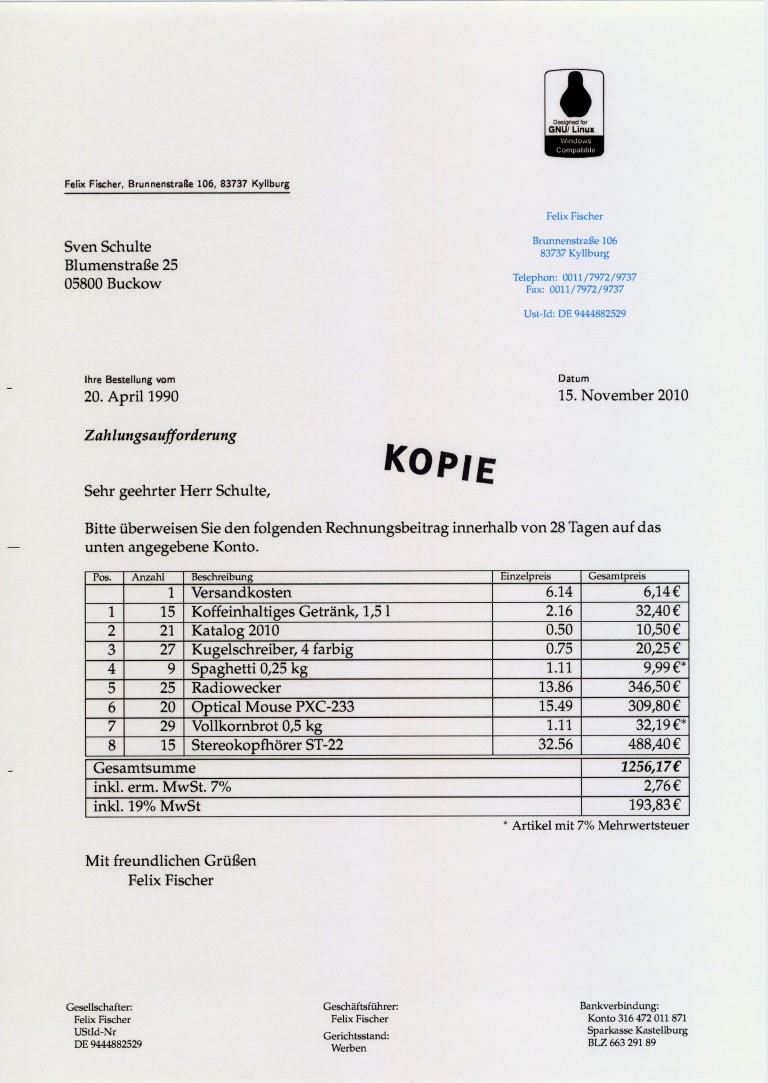 Designed for
GNU/ Linux
Windows
Compatible
Felix Fischer, Brunnenstraße 106, 83737 Kyllburg
Felix Fischer
Brunnenstraße 106
83737 Kyllburg
Telephon: 0011/7972/9737
Fax: 0011/7972/9737
Ust-Id: DE 9444882529
Sven Schulte
Blumenstraße 25
05800 Buckow
Ihre Bestellung vom
20. April 1990
Datum
15. November 2010
Zahlungsaufforderung
KOPIE
Sehr geehrter Herr Schulte,
Bitte überweisen Sie den folgenden Rechnungsbeitrag innerhalb von 28 Tagen auf das
unten angegebene Konto.
Pos. Anzahl Beschreibung Einzelpreis Gesamtpreis
1 Versandkosten 6.14 6,14 €
1 15 Koffeinhaltiges Getränk, 1,5 l 2.16 32,40 €
2 21 Katalog 2010 0.50 10,50 €
3 27 Kugelschreiber, 4 farbig 0.75 20,25 €
4 9 Spaghetti 0,25 kg 1.11 9,99 €*
5 25 Radiowecker 13.86 346,50 €
6 20 Optical Mouse PXC-233 15.49 309,80 €
7 29 Vollkornbrot 0,5 kg 1.11 32,19 €*
8 15 Stereokopfhörer ST-22 32.56 488,40 €
Gesamtsumme 1256,17 €
inkl. erm. MwSt. 7% 2,76 €
inkl. 19% MwSt 193,83 €
* Artikel mit 7% Mehrwertsteuer
Mit freundlichen Grüßen
Felix Fischer
Gesellschafter:
Felix Fischer
UStId-Nr
DE 9444882529
Geschäftsführer:
Felix Fischer
Gerichtsstand:
Werben
Bankverbindung:
Konto 316 472 011 871
Sparkasse Kastellburg
BLZ 663 291 89